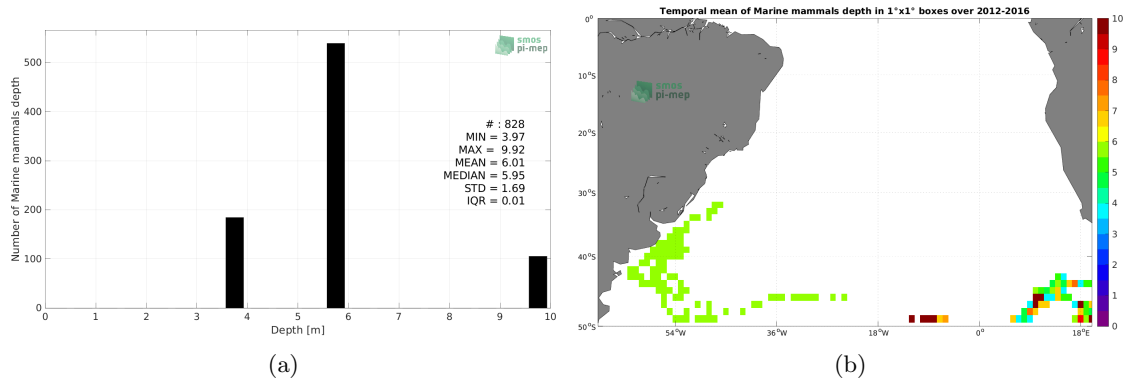 smos
pi-mep
# : 828
MIN = 3.97
MAX = 9.92
MEAN = 6.01
MEDIAN = 5.95
STD = 1.69
IQR = 0.01
Number of Marine mammals depth
500
400
300
200
100
0
0 1 2 3 4 5 6 7 8 9 10
Depth [m]
(a)
Temporal mean of Marine mammals depth in 1°x1° boxes over 2012-2016
smos
pi-mep
0°
10°S
20°S
30°S
40°S
50°S
54°W 36°W 18°W 0° 18°E
10
9
8
7
6
5
4
3
2
1
0
(b)